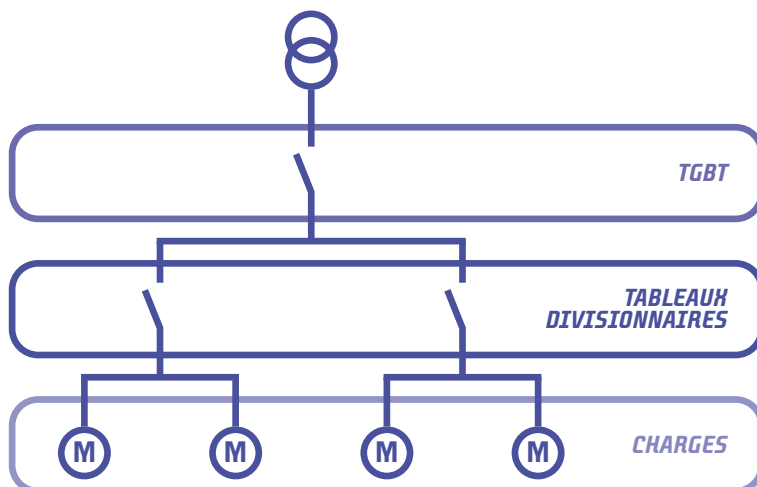 TGBT
TABLEAUX
DIVISIONNAIRES
M M M M
CHARGES